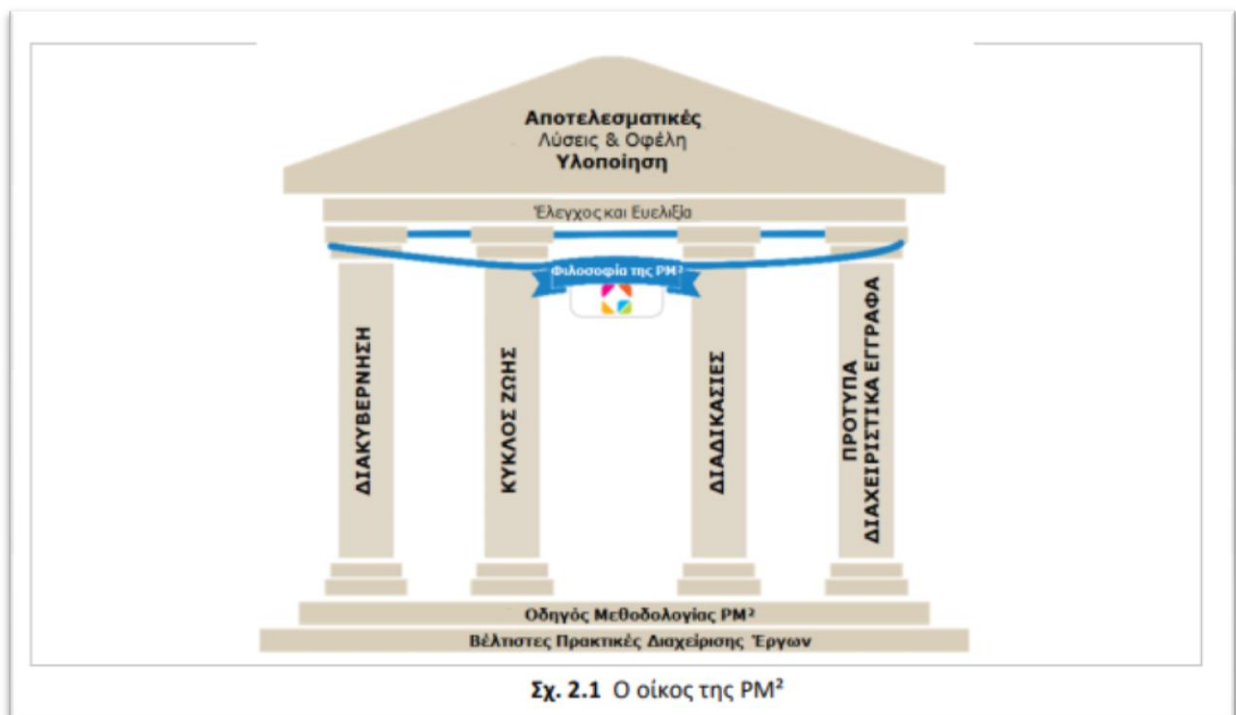 Αποτελεσματικές
Λύσεις & Οφέλη
Υλοποίηση
Έλεγχος και Ευελιξία
Φιλοσοφία της PM²
ΔΙΑΚΥΒΕΡΝΗΣΗ
ΚΥΚΛΟΣ ΖΩΗΣ
ΔΙΑΔΙΚΑΣΙΕΣ
ΠΡΟΤΥΠΑ
ΔΙΑΧΕΙΡΙΣΤΙΚΑ ΕΓΓΡΑΦΑ
Οδηγός Μεθοδολογίας PM²
Βέλτιστες Πρακτικές Διαχείρισης Έργων
Σχ. 2.1 Ο οίκος της PM²